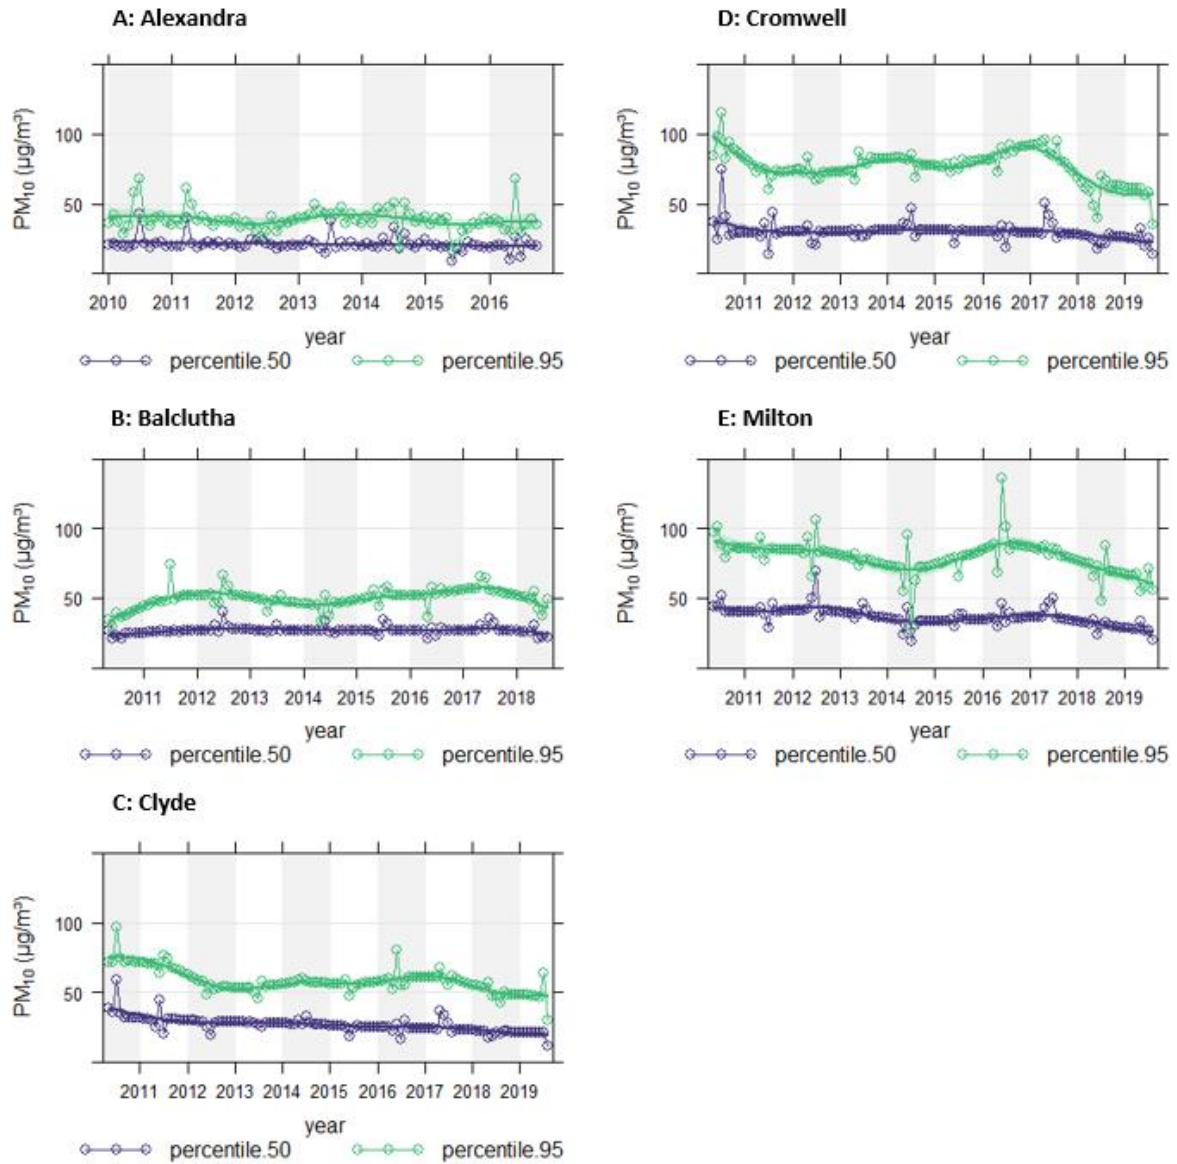 A: Alexandra
PM₁₀ (µg/m³)
100
50
2010 2011 2012 2013 2014 2015 2016
year
percentile.50 percentile.95
B: Balclutha
PM₁₀ (µg/m³)
100
50
2011 2012 2013 2014 2015 2016 2017 2018
year
percentile.50 percentile.95
C: Clyde
PM₁₀ (µg/m³)
100
50
2011 2012 2013 2014 2015 2016 2017 2018 2019
year
percentile.50 percentile.95
D: Cromwell
PM₁₀ (µg/m³)
100
50
2011 2012 2013 2014 2015 2016 2017 2018 2019
year
percentile.50 percentile.95
E: Milton
PM₁₀ (µg/m³)
100
50
2011 2012 2013 2014 2015 2016 2017 2018 2019
year
percentile.50 percentile.95